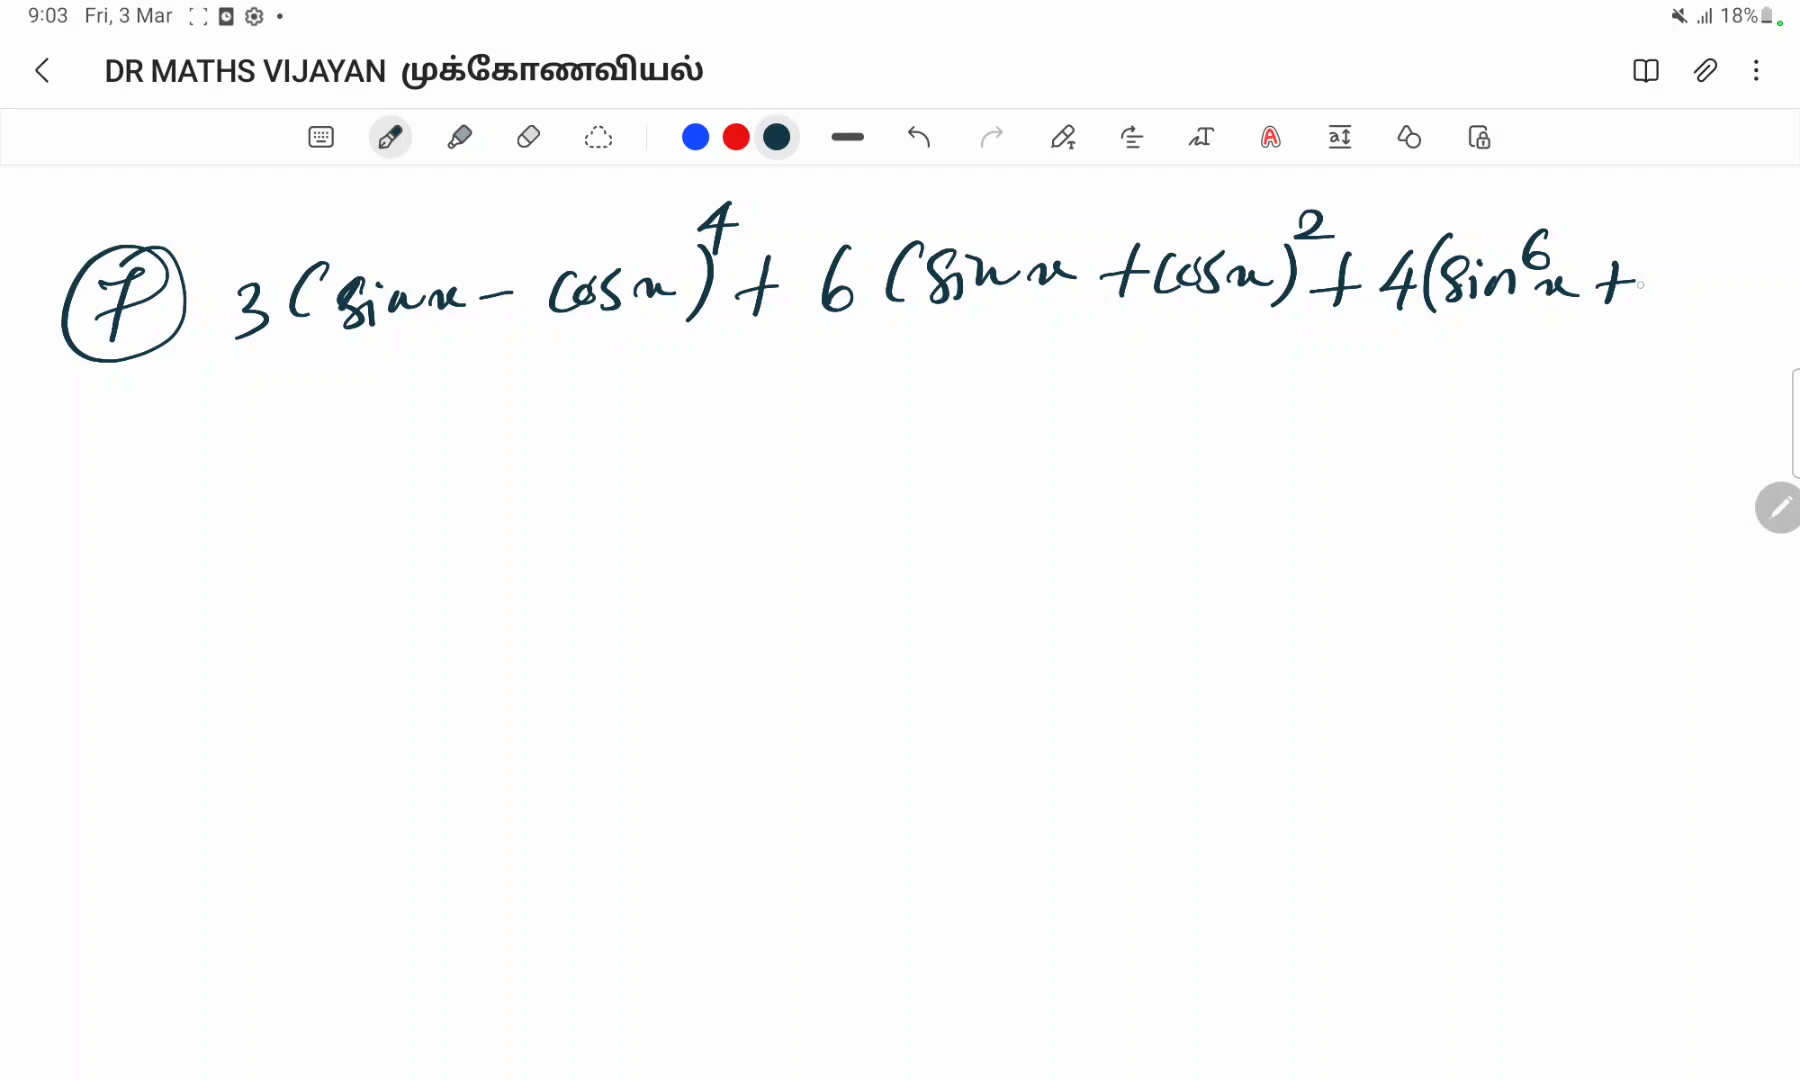 9:03 Fri, 3 Mar
18%
DR MATHS VIJAYAN முக்கோணவியல்
⑦ 3(sinx - cosx)⁴ + 6(sinx + cosx)² + 4(sin⁶x +